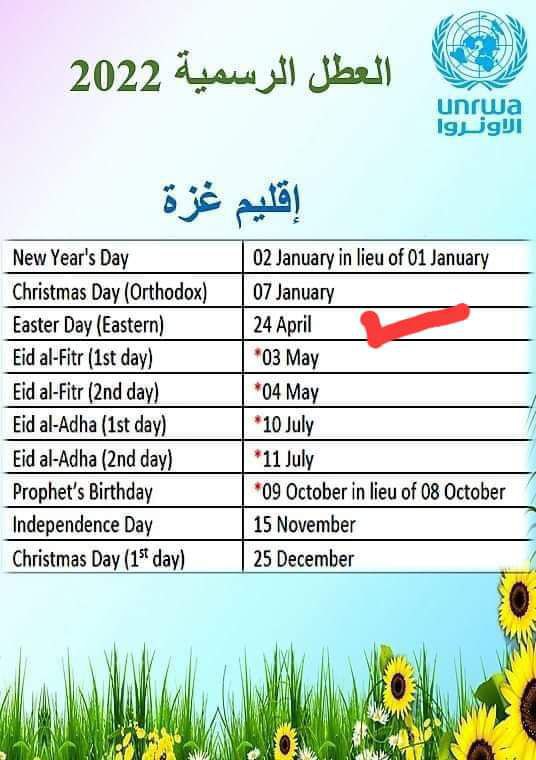 العطل الرسمية 2022
unrwa
الاونروا
إقليم غزة
New Year's Day 02 January in lieu of 01 January
Christmas Day (Orthodox) 07 January
Easter Day (Eastern) 24 April
Eid al-Fitr (1st day) *03 May
Eid al-Fitr (2nd day) *04 May
Eid al-Adha (1st day) *10 July
Eid al-Adha (2nd day) *11 July
Prophet's Birthday *09 October in lieu of 08 October
Independence Day 15 November
Christmas Day (1st day) 25 December